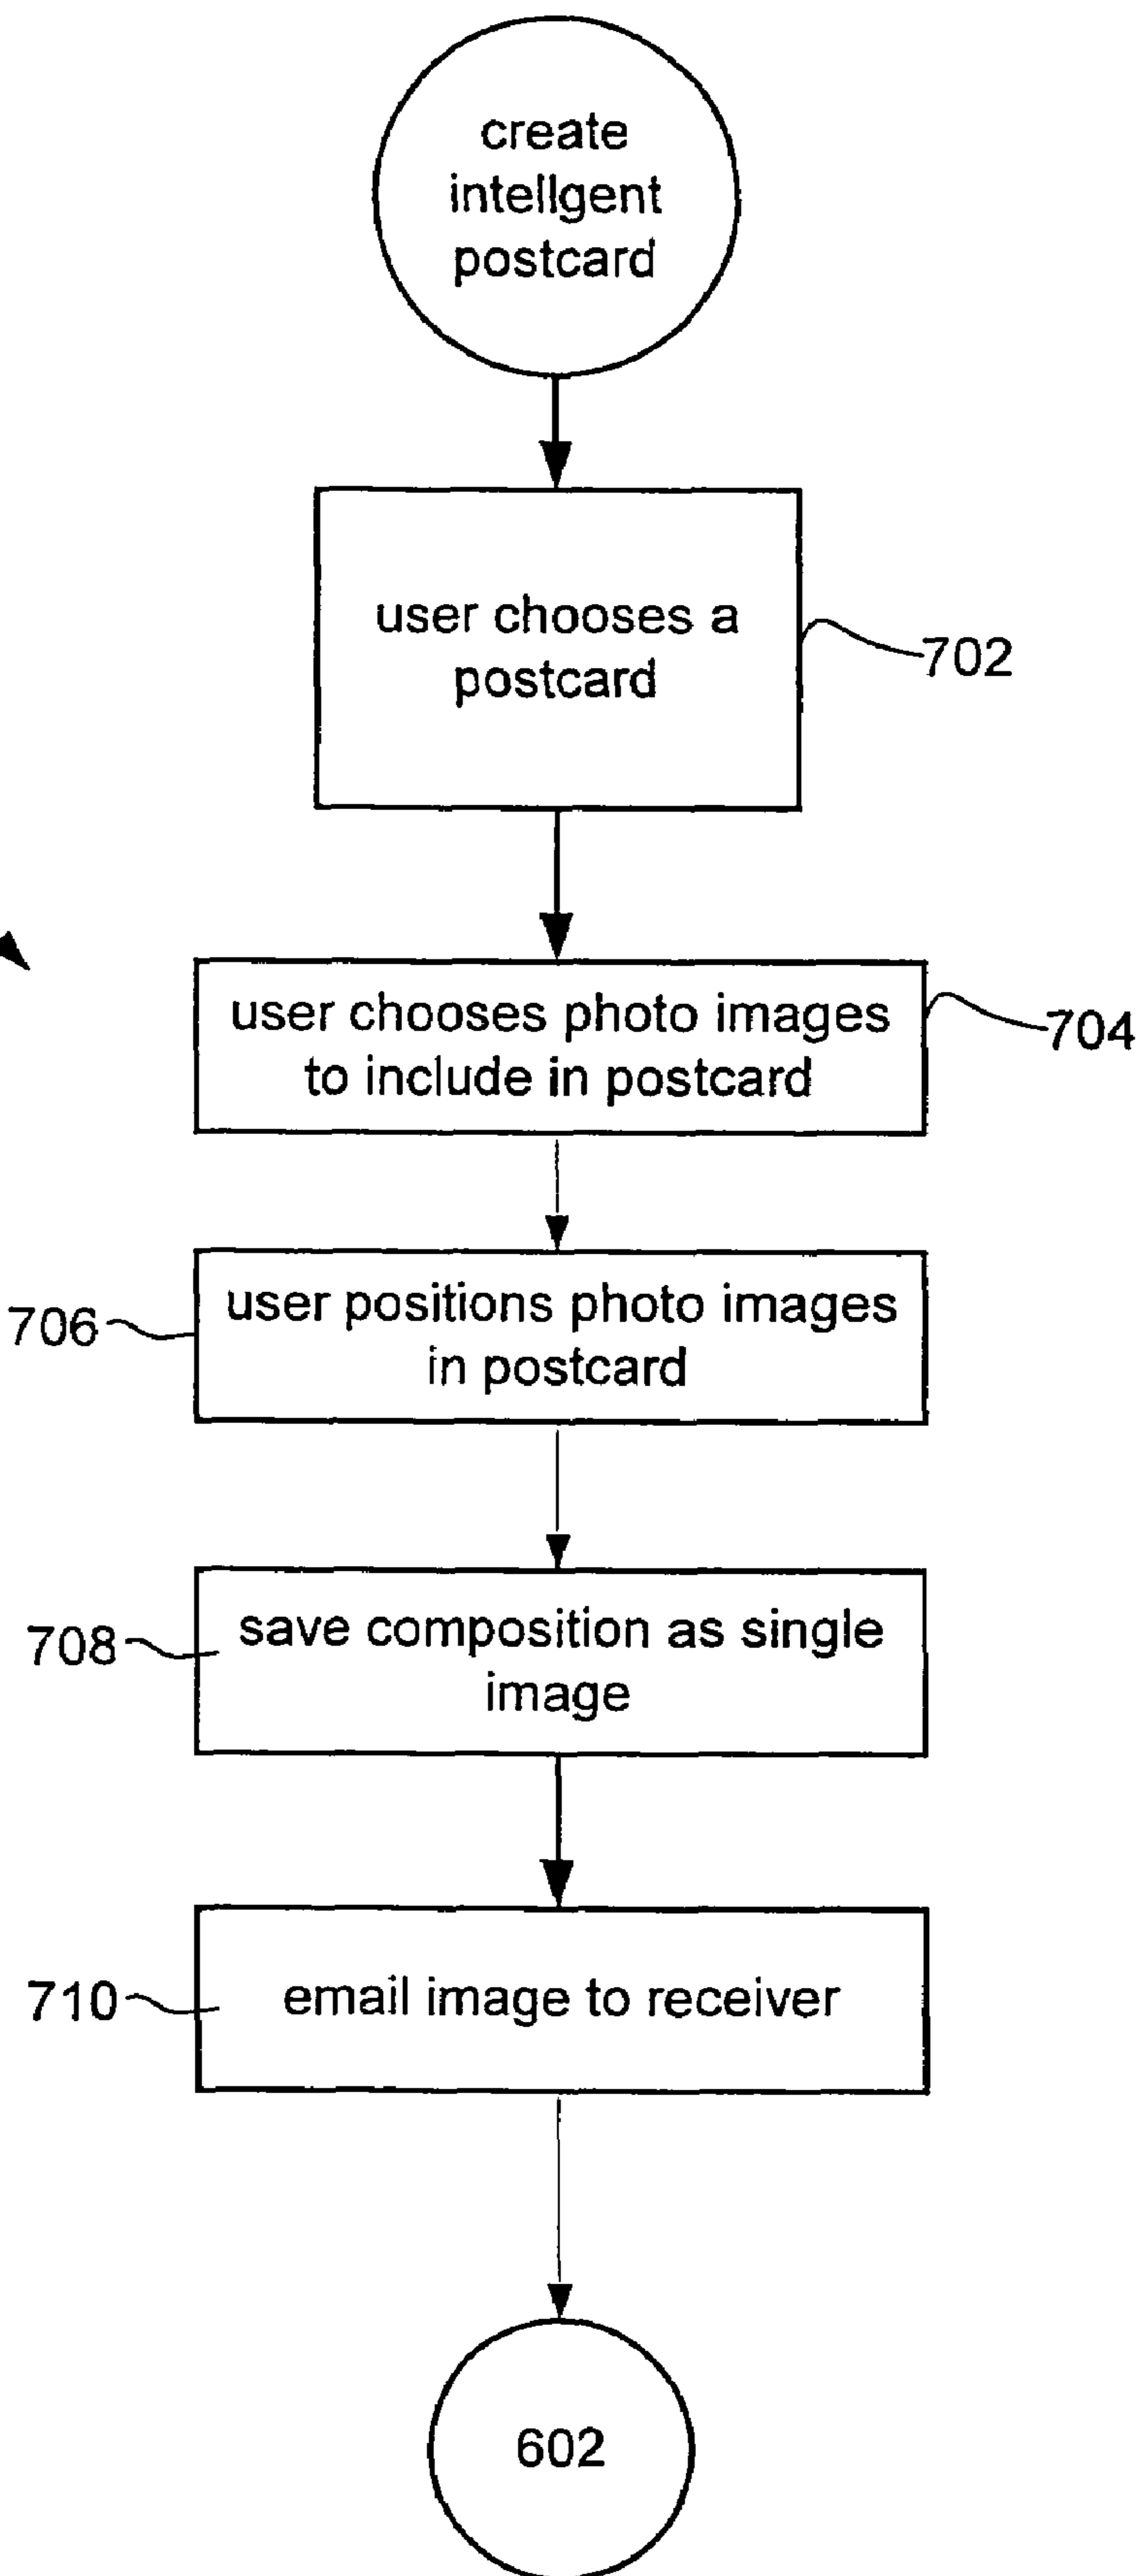 create
intellgent
postcard
user chooses a
postcard
702
user chooses photo images
to include in postcard
704
706
user positions photo images
in postcard
708
save composition as single
image
710
email image to receiver
602